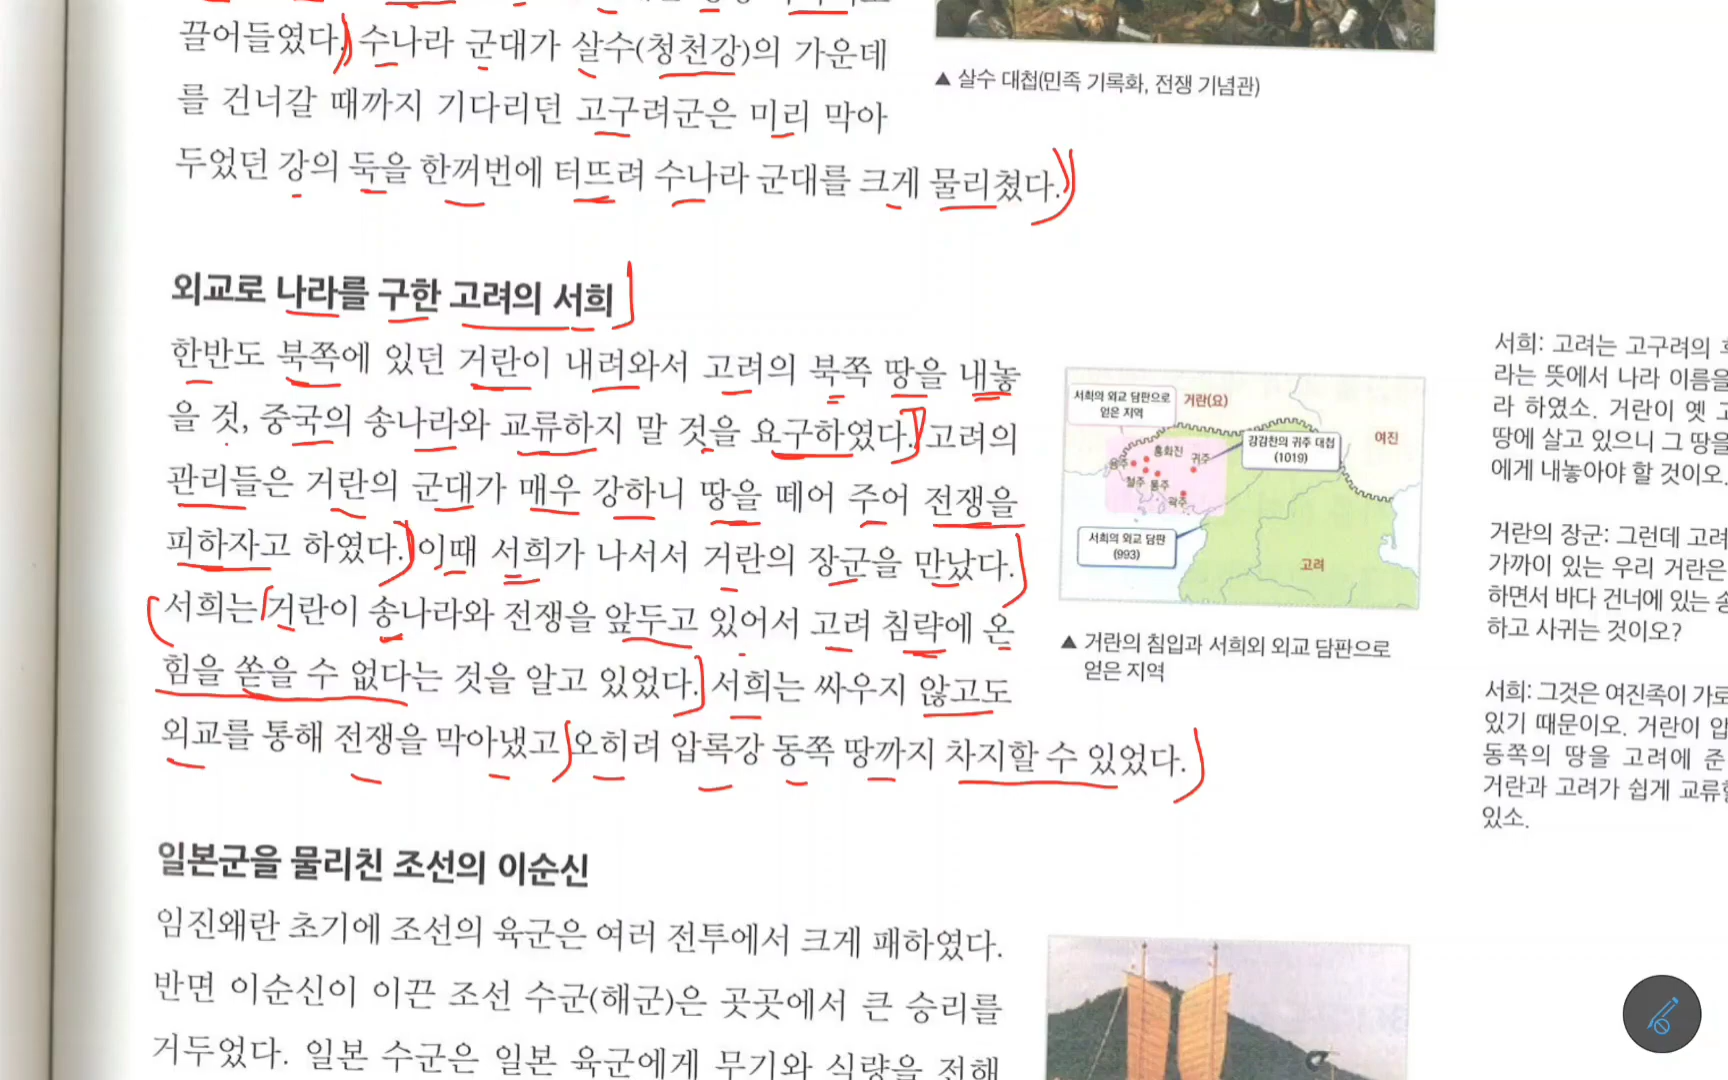 끌어들였다. 수나라 군대가 살수(청천강)의 가운데
를 건너갈 때까지 기다리던 고구려군은 미리 막아
두었던 강의 둑을 한꺼번에 터뜨려 수나라 군대를 크게 물리쳤다.
▲ 살수 대첩(민족 기록화, 전쟁 기념관)
외교로 나라를 구한 고려의 서희
한반도 북쪽에 있던 거란이 내려와서 고려의 북쪽 땅을 내놓
을 것, 중국의 송나라와 교류하지 말 것을 요구하였다. 고려의
관리들은 거란의 군대가 매우 강하니 땅을 떼어 주어 전쟁을
피하자고 하였다. 이때 서희가 나서서 거란의 장군을 만났다.
서희는 거란이 송나라와 전쟁을 앞두고 있어서 고려 침략에 온
힘을 쏟을 수 없다는 것을 알고 있었다. 서희는 싸우지 않고도
외교를 통해 전쟁을 막아냈고 오히려 압록강 동쪽 땅까지 차지할 수 있었다.
서희의 외교 담판으로
얻은 지역
거란(요)
여진
강감찬의 귀주 대첩
(1019)
흥화진
귀주
용주
철주 통주
곽주
서희의 외교 담판
(993)
고려
▲ 거란의 침입과 서희외 외교 담판으로
얻은 지역
서희: 고려는 고구려의
라는 뜻에서 나라 이름을
라 하였소. 거란이 옛
땅에 살고 있으니 그 땅을
에게 내놓아야 할 것이오.
거란의 장군: 그런데 고려
가까이 있는 우리 거란은
하면서 바다 건너에 있는
하고 사귀는 것이오?
서희: 그것은 여진족이 가로
있기 때문이오. 거란이
동쪽의 땅을 고려에 준
거란과 고려가 쉽게
있소.
일본군을 물리친 조선의 이순신
임진왜란 초기에 조선의 육군은 여러 전투에서 크게 패하였다.
반면 이순신이 이끈 조선 수군(해군)은 곳곳에서 큰 승리를
거두었다. 일본 수군은 일본 육군에게 무기와 식량을 전해